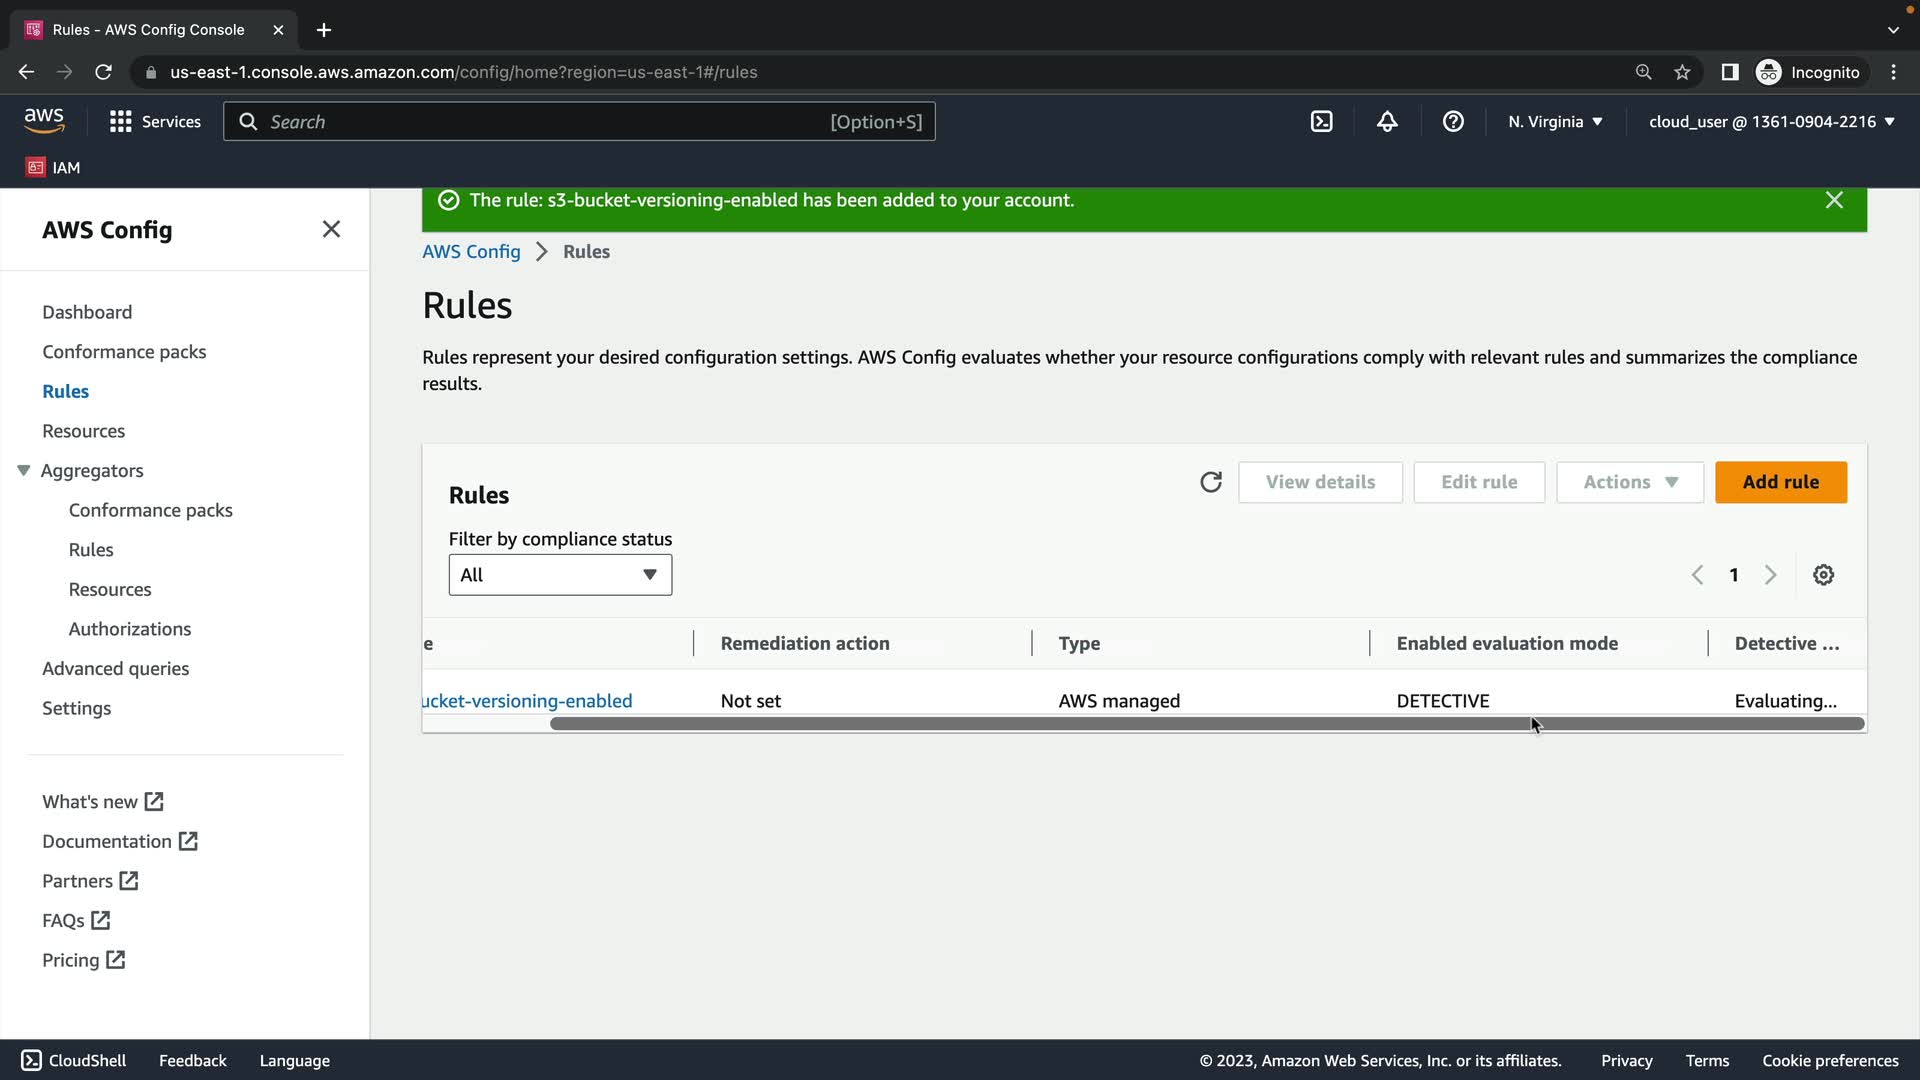 Rules - AWS Config Console
us-east-1.console.aws.amazon.com/config/home?region=us-east-1#/rules
Incognito
aws
Services
Search
[Option+S]
N. Virginia
cloud_user @ 1361-0904-2216
IAM
The rule: s3-bucket-versioning-enabled has been added to your account.
AWS Config
Dashboard
Conformance packs
Rules
Resources
Aggregators
Conformance packs
Rules
Resources
Authorizations
Advanced queries
Settings
What's new
Documentation
Partners
FAQs
Pricing
AWS Config > Rules
Rules
Rules represent your desired configuration settings. AWS Config evaluates whether your resource configurations comply with relevant rules and summarizes the compliance
results.
Rules
View details
Edit rule
Actions
Add rule
Filter by compliance status
All
1
e
Remediation action
Type
Enabled evaluation mode
Detective ...
ucket-versioning-enabled
Not set
AWS managed
DETECTIVE
Evaluating...
CloudShell
Feedback
Language
© 2023, Amazon Web Services, Inc. or its affiliates.
Privacy
Terms
Cookie preferences